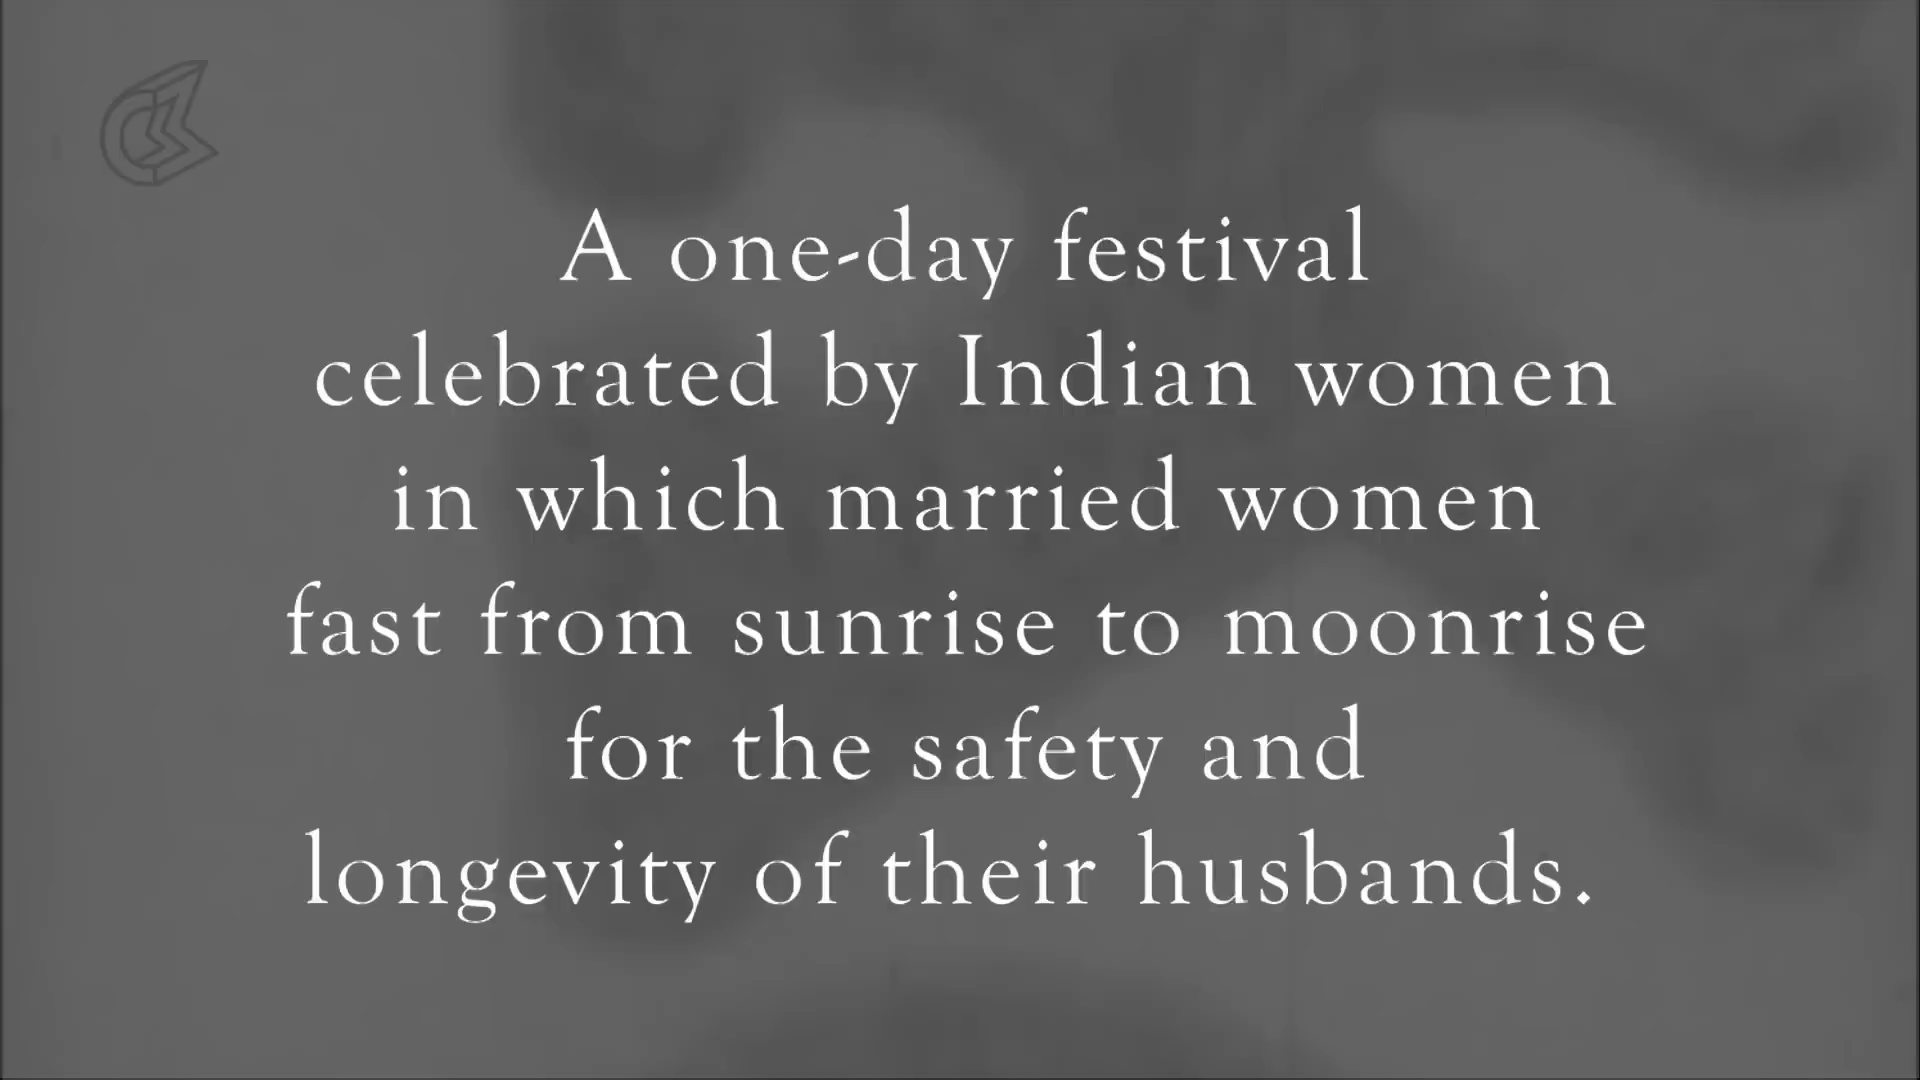 A one-day festival
celebrated by Indian women
in which married women
fast from sunrise to moonrise
for the safety and
longevity of their husbands.